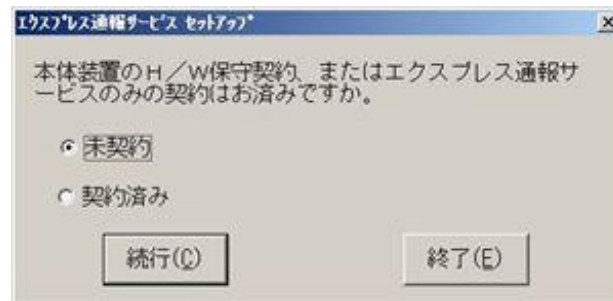 ｴｸｽﾌﾟﾚｽ通報ｻｰﾋﾞｽ ｾｯﾄｱｯﾌﾟ
本体装置のＨ／Ｗ保守契約、またはエクスプレス通報サ
ービスのみの契約はお済みですか。
未契約
契約済み
続行(C)
終了(E)